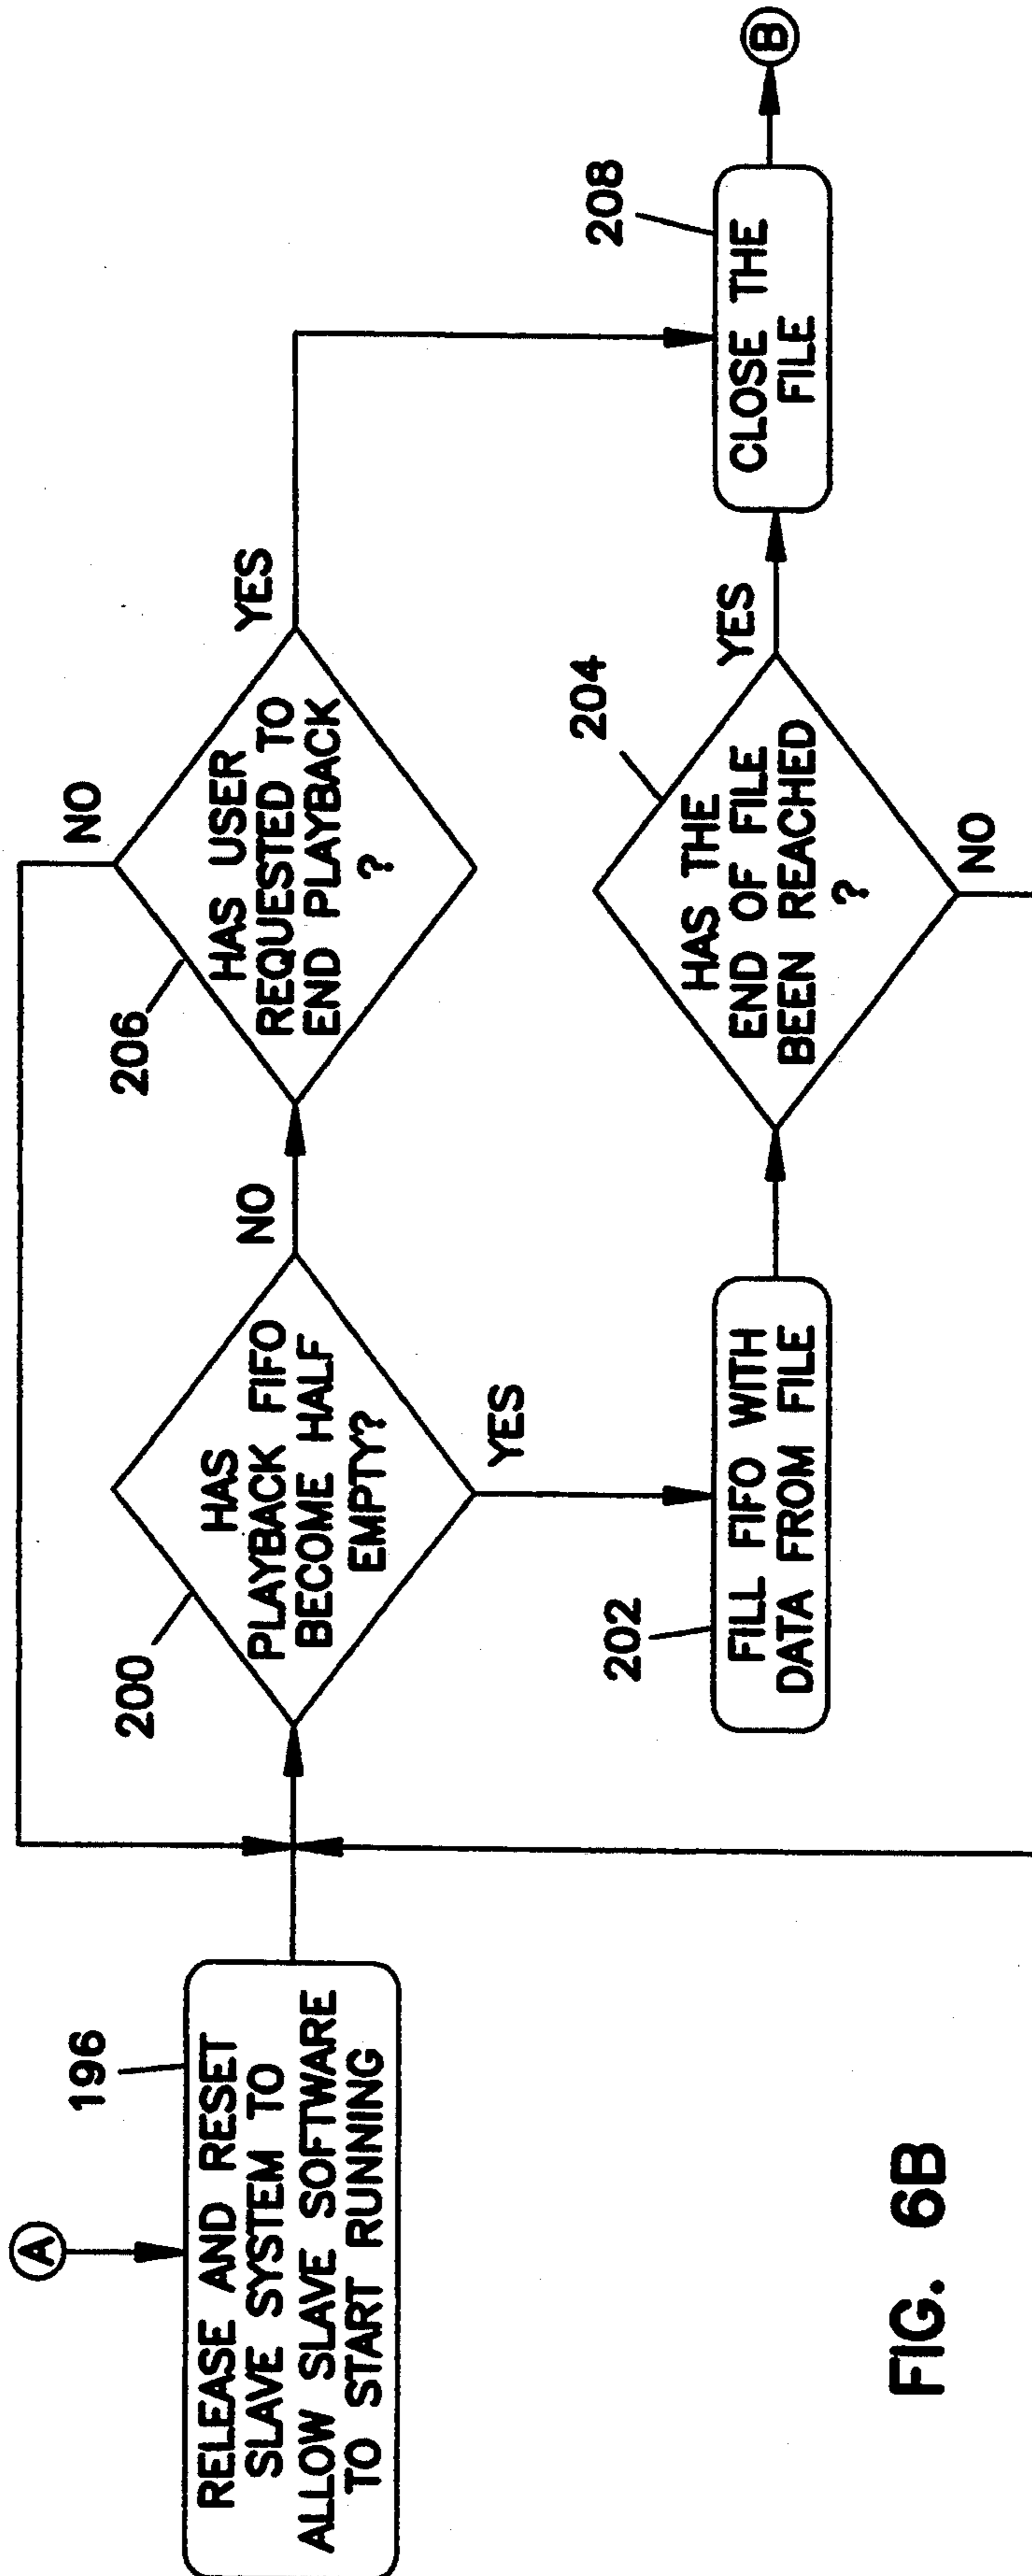 A
196
RELEASE AND RESET
SLAVE SYSTEM TO
ALLOW SLAVE SOFTWARE
TO START RUNNING
200
HAS
PLAYBACK FIFO
BECOME HALF
EMPTY?
NO
YES
206
HAS USER
REQUESTED TO
END PLAYBACK
?
NO
YES
202
FILL FIFO WITH
DATA FROM FILE
204
HAS THE
END OF FILE
BEEN REACHED
?
YES
NO
208
CLOSE THE
FILE
B
FIG. 6B